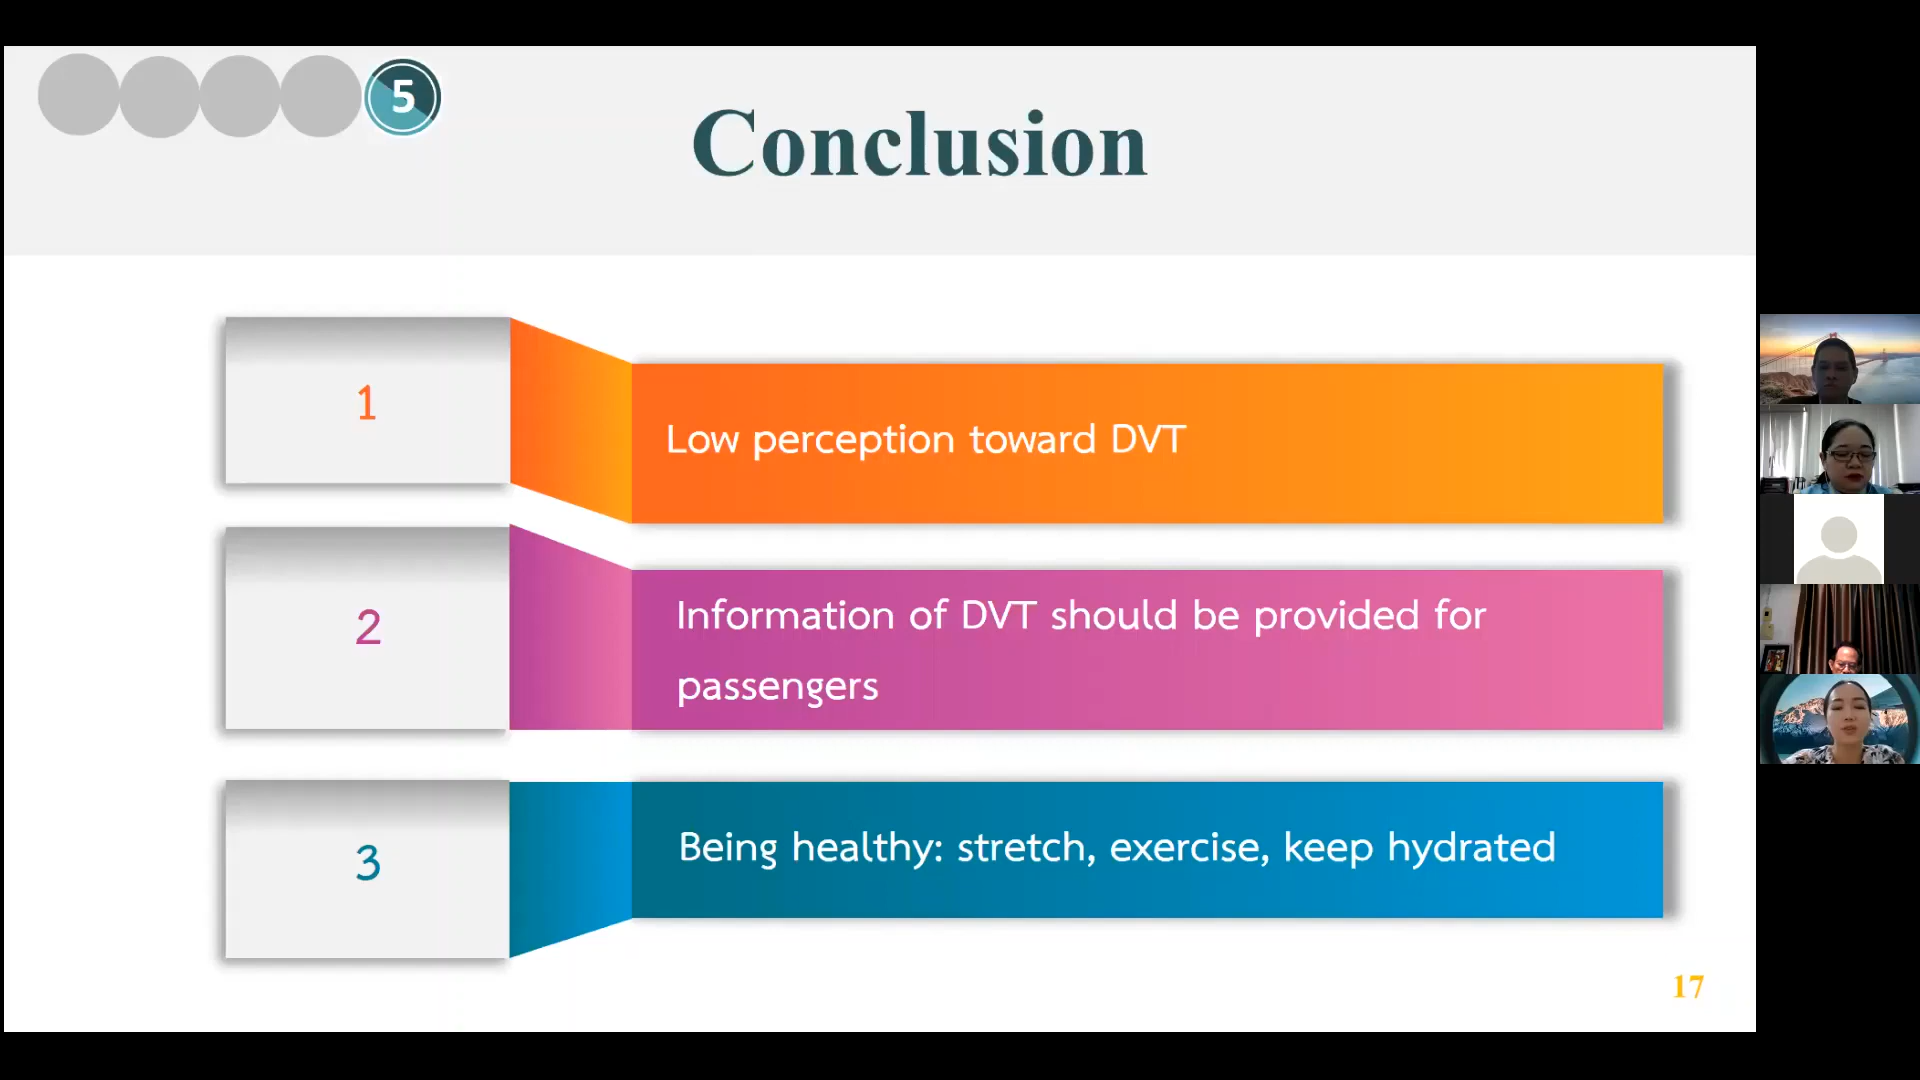 5
Conclusion
1
Low perception toward DVT
2
Information of DVT should be provided for
passengers
3
Being healthy: stretch, exercise, keep hydrated
17